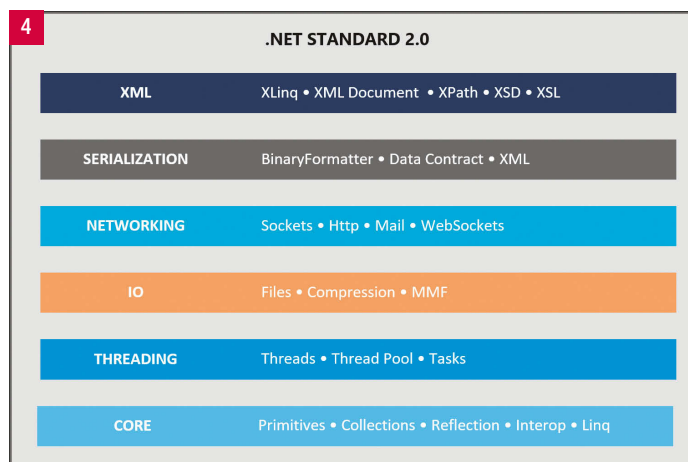 4
.NET STANDARD 2.0
XML XLinq • XML Document • XPath • XSD • XSL
SERIALIZATION BinaryFormatter • Data Contract • XML
NETWORKING Sockets • Http • Mail • WebSockets
IO Files • Compression • MMF
THREADING Threads • Thread Pool • Tasks
CORE Primitives • Collections • Reflection • Interop • Linq